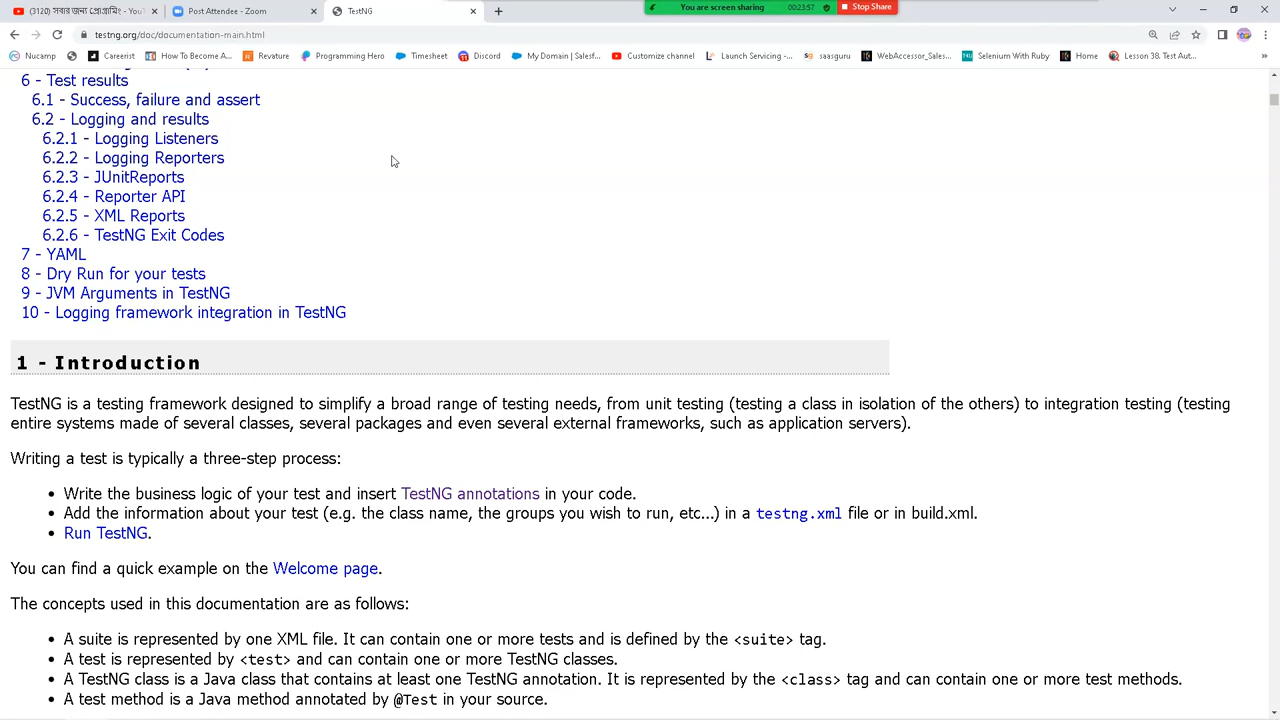 (3120) সবার জন্য প্রোগ্রামিং - YouT
Post Attendee - Zoom
TestNG
You are screen sharing
00:23:57
Stop Share
testng.org/doc/documentation-main.html
Nucamp
Careerist
How To Become A...
Revature
Programming Hero
Timesheet
Discord
My Domain | Salesf...
Customize channel
Launch Servicing -...
saasguru
WebAccessor_Sales...
Selenium With Ruby
Home
Lesson 38. Test Aut...
6 - Test results
6.1 - Success, failure and assert
6.2 - Logging and results
6.2.1 - Logging Listeners
6.2.2 - Logging Reporters
6.2.3 - JUnitReports
6.2.4 - Reporter API
6.2.5 - XML Reports
6.2.6 - TestNG Exit Codes
7 - YAML
8 - Dry Run for your tests
9 - JVM Arguments in TestNG
10 - Logging framework integration in TestNG
1 - Introduction
TestNG is a testing framework designed to simplify a broad range of testing needs, from unit testing (testing a class in isolation of the others) to integration testing (testing
entire systems made of several classes, several packages and even several external frameworks, such as application servers).
Writing a test is typically a three-step process:
• Write the business logic of your test and insert TestNG annotations in your code.
• Add the information about your test (e.g. the class name, the groups you wish to run, etc...) in a testng.xml file or in build.xml.
• Run TestNG.
You can find a quick example on the Welcome page.
The concepts used in this documentation are as follows:
• A suite is represented by one XML file. It can contain one or more tests and is defined by the <suite> tag.
• A test is represented by <test> and can contain one or more TestNG classes.
• A TestNG class is a Java class that contains at least one TestNG annotation. It is represented by the <class> tag and can contain one or more test methods.
• A test method is a Java method annotated by @Test in your source.